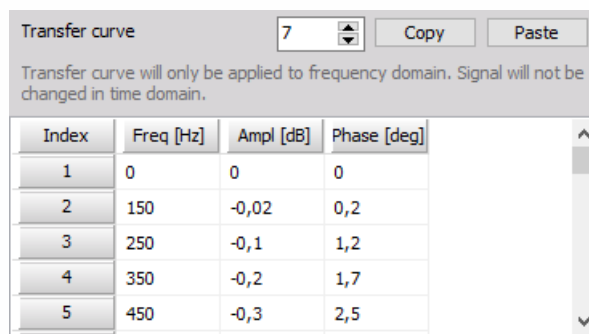 Transfer curve 7 Copy Paste
Transfer curve will only be applied to frequency domain. Signal will not be
changed in time domain.
Index Freq [Hz] Ampl [dB] Phase [deg]
1 0 0 0
2 150 -0,02 0,2
3 250 -0,1 1,2
4 350 -0,2 1,7
5 450 -0,3 2,5